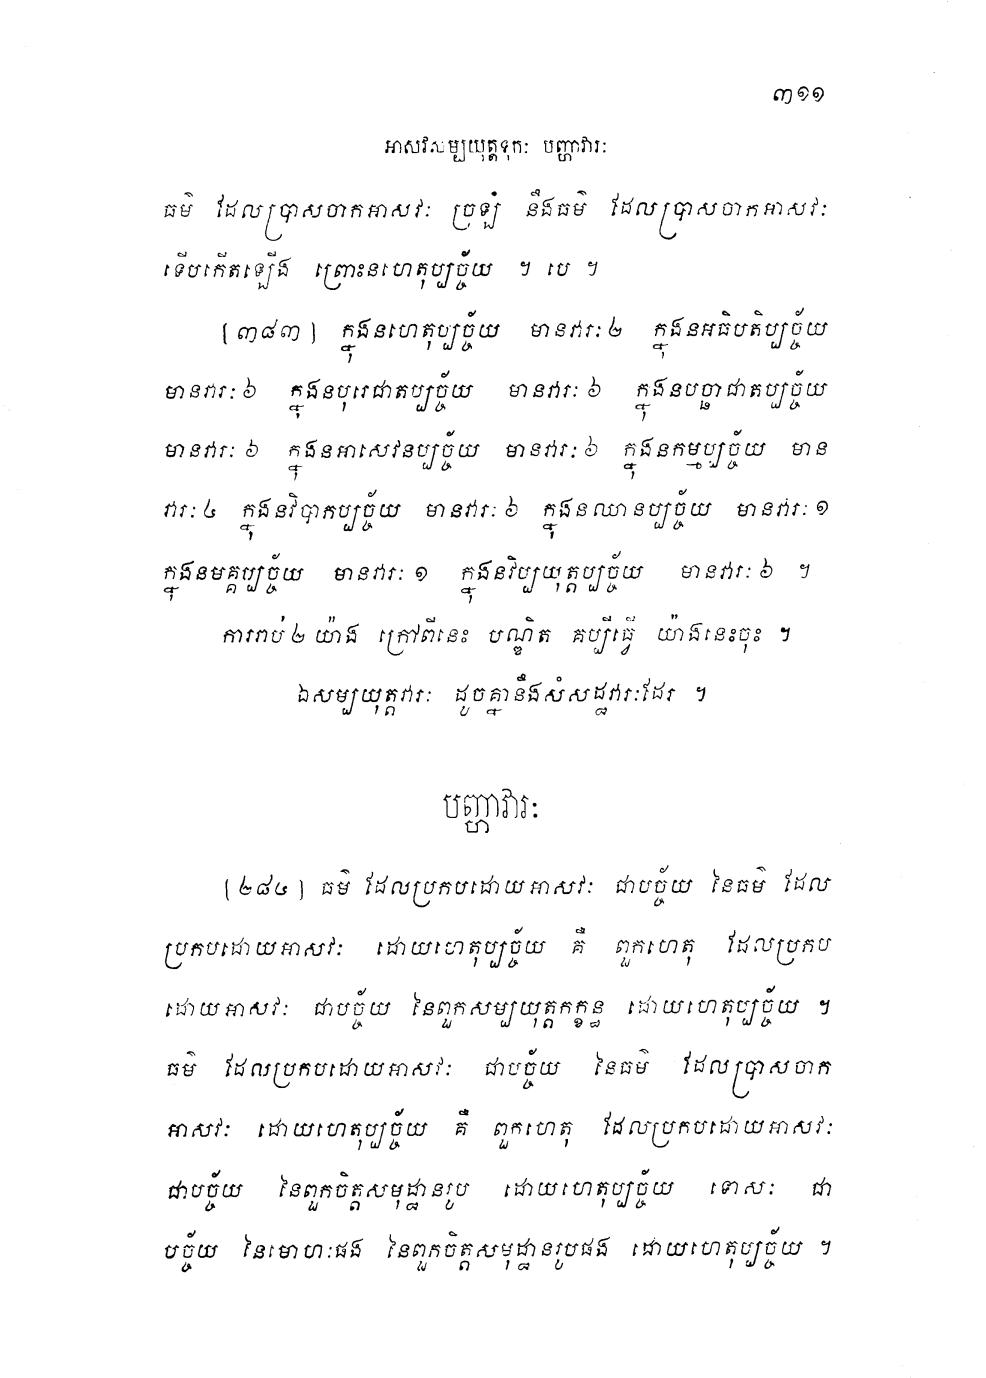 ៣១១
អាសវសម្បយុត្តទុកៈ បញ្ហាវារៈ
ធម៌ ដែលប្រាសចាកអាសវៈ ច្រឡំ នឹងធម៌ ដែលប្រាសចាកអាសវៈ
ទើបកើតឡើង ព្រោះនហេតុប្បច្ច័យ ។ បេ ។
[៣៨៣] ក្នុងនហេតុប្បច្ច័យ មានវារៈ ២ ក្នុងនអធិបតិប្បច្ច័យ
មានវារៈ ៦ ក្នុងនបុរេជាតប្បច្ច័យ មានវារៈ ៦ ក្នុងនបច្ឆាជាតប្បច្ច័យ
មានវារៈ ៦ ក្នុងនអាសេវនប្បច្ច័យ មានវារៈ ៦ ក្នុងនកម្មប្បច្ច័យ មាន
វារៈ ៤ ក្នុងនវិបាកប្បច្ច័យ មានវារៈ ៦ ក្នុងនឈានប្បច្ច័យ មានវារៈ ១
ក្នុងនមគ្គប្បច្ច័យ មានវារៈ ១ ក្នុងនវិប្បយុត្តប្បច្ច័យ មានវារៈ ៦ ។
ការរាប់ ២ យ៉ាង ក្រៅពីនេះ បណ្ឌិត គប្បីធ្វើ យ៉ាងនេះចុះ ។
ឯសម្បយុត្តវារៈ ដូចគ្នានឹងសំសដ្ឋវារៈដែរ ។
បញ្ហាវារៈ
[២៨៤] ធម៌ ដែលប្រកបដោយអាសវៈ ជាបច្ច័យ នៃធម៌ ដែល
ប្រកបដោយអាសវៈ ដោយហេតុប្បច្ច័យ គឺ ពួកហេតុ ដែលប្រកប
ដោយអាសវៈ ជាបច្ច័យ នៃពួកសម្បយុត្តកក្ខន្ធ ដោយហេតុប្បច្ច័យ ។
ធម៌ ដែលប្រកបដោយអាសវៈ ជាបច្ច័យ នៃធម៌ ដែលប្រាសចាក
អាសវៈ ដោយហេតុប្បច្ច័យ គឺ ពួកហេតុ ដែលប្រកបដោយអាសវៈ
ជាបច្ច័យ នៃពួកចិត្តសមុដ្ឋានរូប ដោយហេតុប្បច្ច័យ ទោសៈ ជា
បច្ច័យ នៃមោហៈផង នៃពួកចិត្តសមុដ្ឋានរូបផង ដោយហេតុប្បច្ច័យ ។